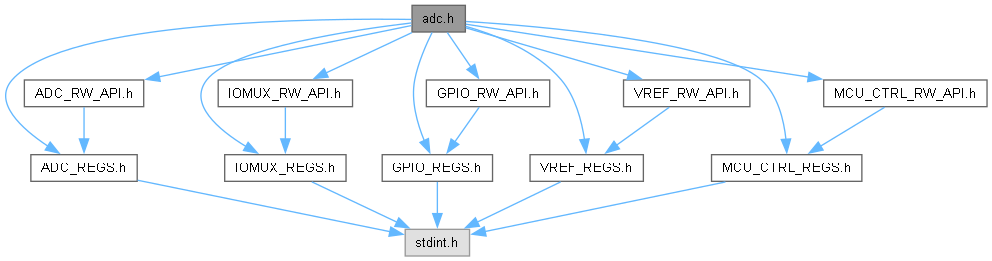 adc.h
ADC_RW_API.h
IOMUX_RW_API.h
GPIO_RW_API.h
VREF_RW_API.h
MCU_CTRL_RW_API.h
ADC_REGS.h
IOMUX_REGS.h
GPIO_REGS.h
VREF_REGS.h
MCU_CTRL_REGS.h
stdint.h